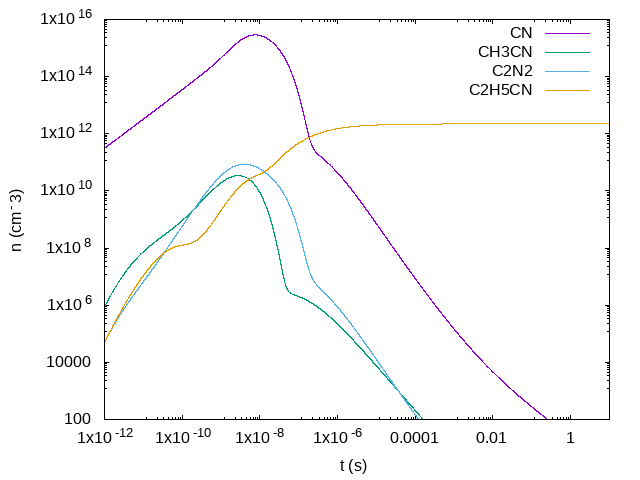 1x10^16
1x10^14
1x10^12
1x10^10
1x10^8
1x10^6
10000
100
n (cm^-3)
CN
CH3CN
C2N2
C2H5CN
1x10^-12 1x10^-10 1x10^-8 1x10^-6 0.0001 0.01 1
t (s)